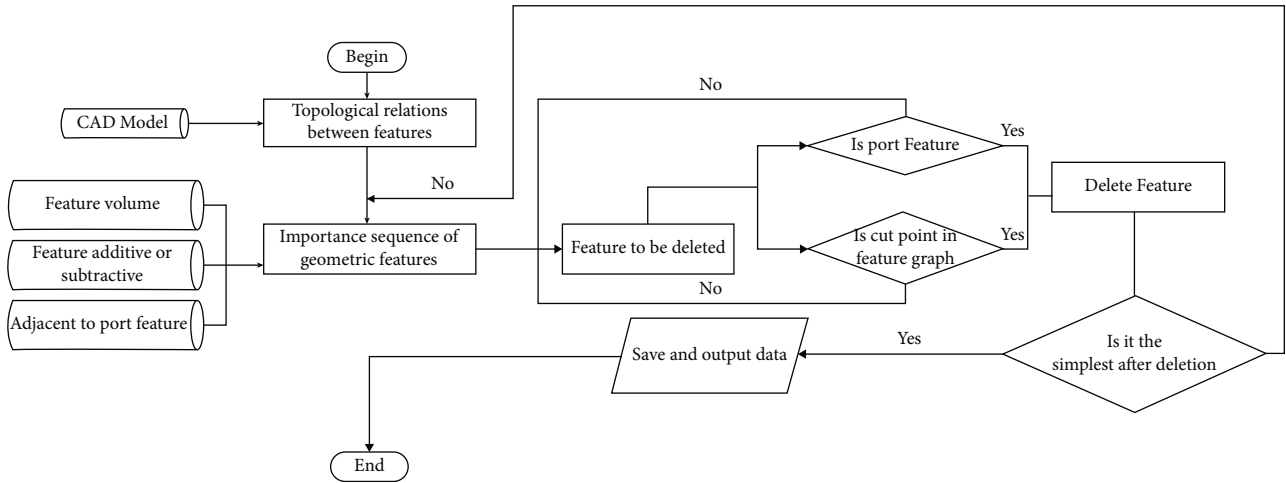 Begin
CAD Model
Topological relations
between features
No
Feature volume
Feature additive or
subtractive
Adjacent to port feature
Importance sequence of
geometric features
Feature to be deleted
No
Is port Feature
Yes
Is cut point in
feature graph
Yes
No
Delete Feature
Is it the
simplest after deletion
Yes
Save and output data
End